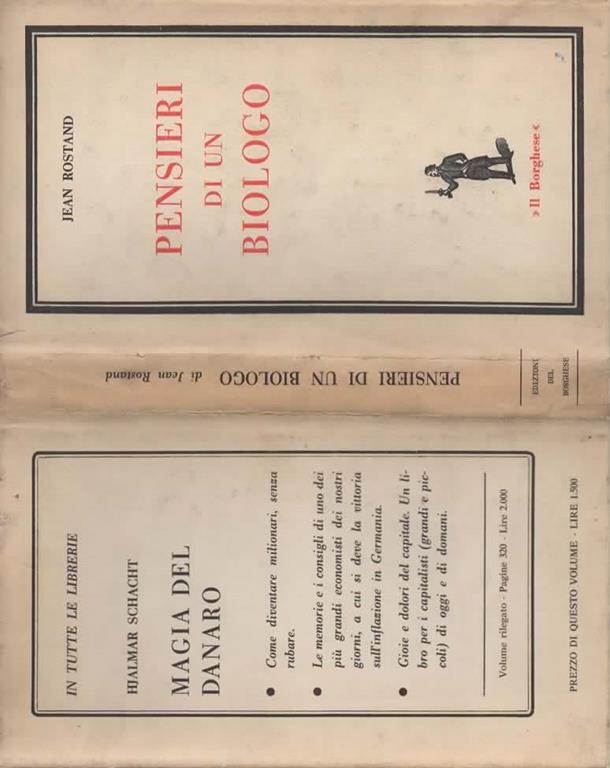 JEAN ROSTAND
PENSIERI
DI UN
BIOLOGO
»Il Borghese«
PENSIERI DI UN BIOLOGO di Jean Rostand
EDIZIONI
DEL
BORGHESE
IN TUTTE LE LIBRERIE
HJALMAR SCHACHT
MAGIA DEL
DANARO
● Come diventare milionari, senza
rubare.
● Le memorie e i consigli di uno dei
più grandi economisti dei nostri
giorni, a cui si deve la vittoria
sull'inflazione in Germania.
● Gioie e dolori del capitale. Un li-
bro per i capitalisti (grandi e pic-
coli) di oggi e di domani.
Volume rilegato - Pagine 320 - Lire 2.000
PREZZO DI QUESTO VOLUME - LIRE 1.500